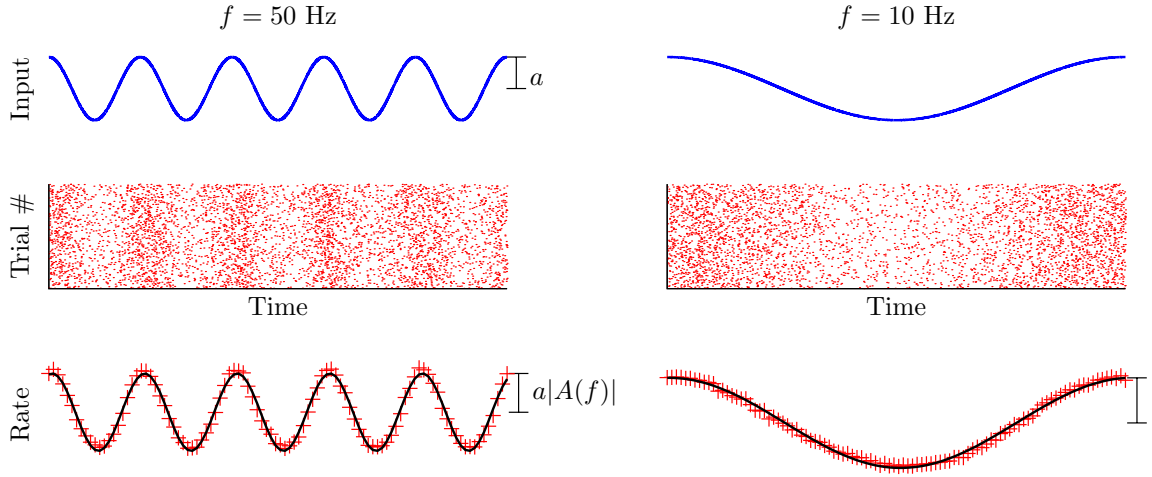 f = 50 Hz
f = 10 Hz
Input
a
Trial #
Time
Time
Rate
a|A(f)|